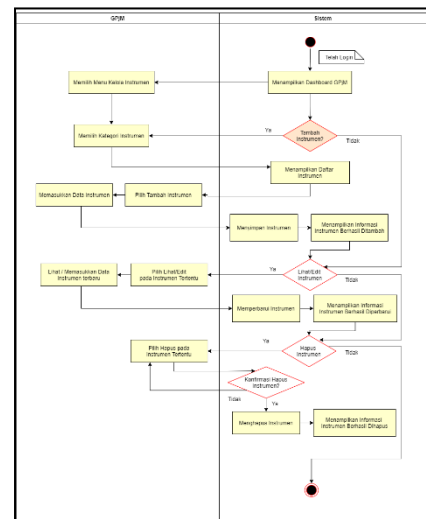 GPJM
Sistem
Telah Login
Memilih Menu Kelola Instrumen
Menampilkan Dashboard GPJM
Memilih Kategori Instrumen
Ya
Tambah
Instrumen?
Tidak
Menampilkan Daftar
Instrumen
Memasukkan Data Instrumen
Pilih Tambah Instrumen
Menyimpan Instrumen
Menampilkan Informasi
Instrumen Berhasil Ditambah
Ya
Lihat / Memasukkan Data
Instrumen terbaru
Pilih Lihat/Edit
pada Instrumen Tertentu
Lihat/Edit
Instrumen
Tidak
Memperbarui Instrumen
Menampilkan Informasi
Instrumen Berhasil Diperbarui
Ya
Pilih Hapus pada
Instrumen Tertentu
Hapus
Instrumen
Tidak
Konfirmasi Hapus
Instrumen?
Tidak
Ya
Menghapus Instrumen
Menampilkan Informasi
Instrumen Berhasil Dihapus